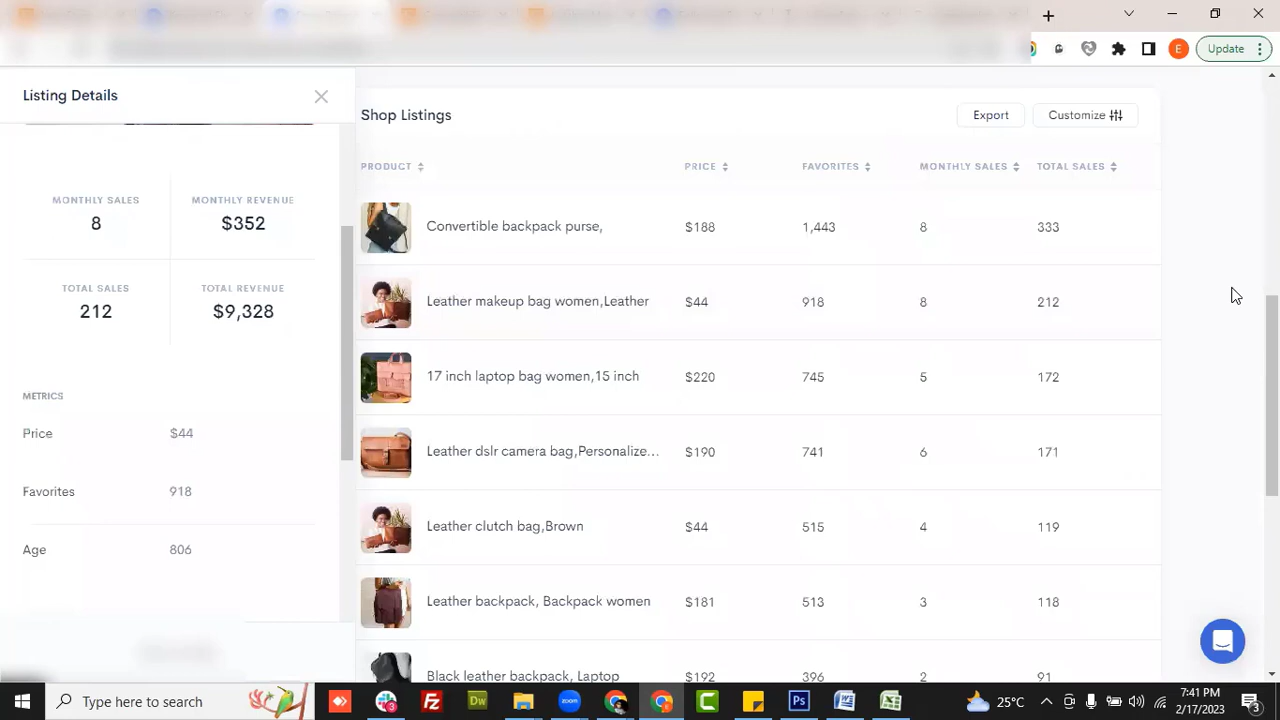 E
Update
Listing Details
MONTHLY SALES
MONTHLY REVENUE
8
$352
TOTAL SALES
TOTAL REVENUE
212
$9,328
METRICS
Price $44
Favorites 918
Age 806
Shop Listings
Export
Customize
PRODUCT PRICE FAVORITES MONTHLY SALES TOTAL SALES
Convertible backpack purse, $188 1,443 8 333
Leather makeup bag women,Leather $44 918 8 212
17 inch laptop bag women,15 inch $220 745 5 172
Leather dslr camera bag,Personalize... $190 741 6 171
Leather clutch bag,Brown $44 515 4 119
Leather backpack, Backpack women $181 513 3 118
Black leather backpack, Laptop $192 396 2 91
Type here to search
Dw
Ps
25°C
7:41 PM
2/17/2023
3